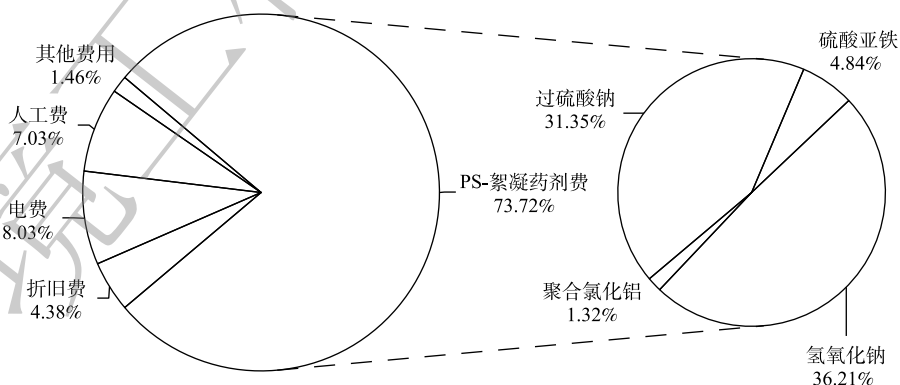 其他费用
1.46%
人工费
7.03%
电费
8.03%
折旧费
4.38%
PS-絮凝药剂费
73.72%
过硫酸钠
31.35%
硫酸亚铁
4.84%
聚合氯化铝
1.32%
氢氧化钠
36.21%